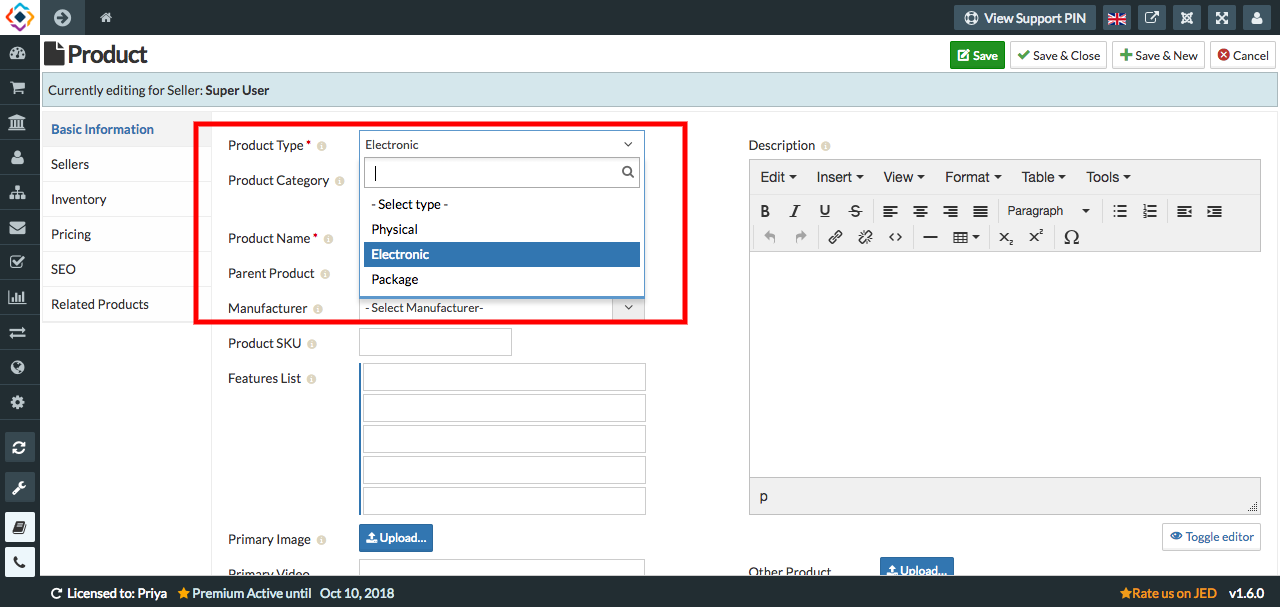 View Support PIN
Product
Save
Save & Close
Save & New
Cancel
Currently editing for Seller: Super User
Basic Information
Sellers
Inventory
Pricing
SEO
Related Products
Product Type *
Electronic
- Select type -
Physical
Electronic
Package
Product Category
Product Name *
Parent Product
Manufacturer
- Select Manufacturer-
Product SKU
Features List
Primary Image
Upload...
Primary Video
Description
Edit Insert View Format Table Tools
B I U S Paragraph
X₂ X² Ω
p
Toggle editor
Other Product
Upload...
Licensed to: Priya Premium Active until Oct 10, 2018
Rate us on JED v1.6.0